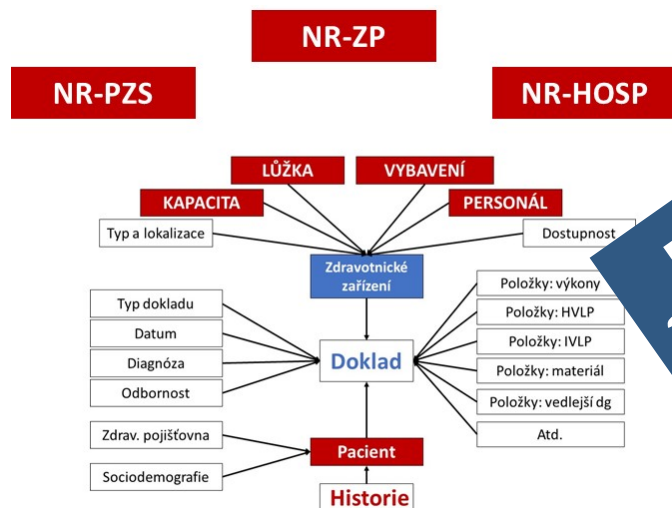 NR-ZP
NR-PZS
NR-HOSP
LŮŽKA
VYBAVENÍ
KAPACITA
PERSONÁL
Typ a lokalizace
Dostupnost
Zdravotnické
zařízení
Typ dokladu
Datum
Diagnóza
Odbornost
Doklad
Položky: výkony
Položky: HVLP
Položky: IVLP
Položky: materiál
Položky: vedlejší dg
Atd.
Zdrav. pojišťovna
Sociodemografie
Pacient
Historie